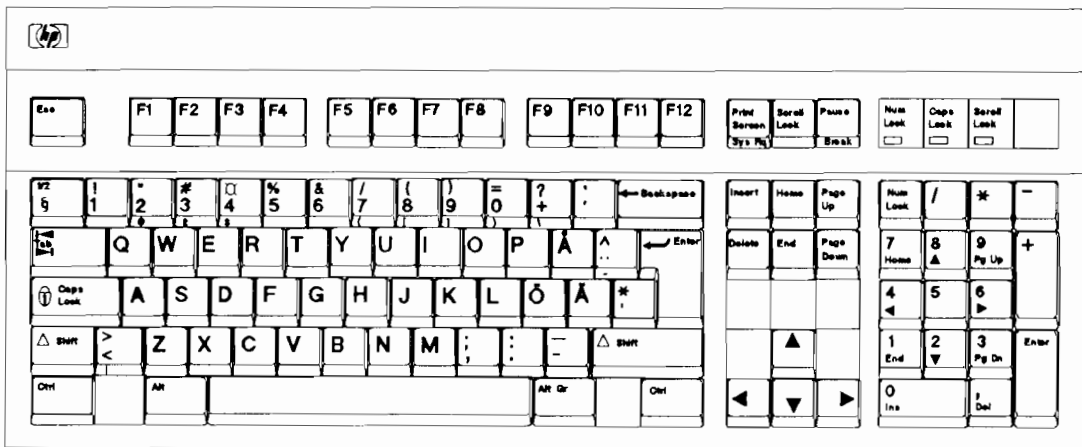 hp
Esc F1 F2 F3 F4 F5 F6 F7 F8 F9 F10 F11 F12 Print Screen Sys Rq Scroll Lock Pause Break Num Lock Caps Lock Scroll Lock
½ § ! 1 " 2 @ # 3 £ ¤ 4 $ % 5 & 6 / 7 { ( 8 [ ) 9 ] = 0 } ? + \ Backspace Insert Home Page Up Num Lock / * -
Tab Q W E R T Y U I O P Å ^ ¨ ~ Enter Delete End Page Down 7 Home 8 ▲ 9 Pg Up +
Caps Lock A S D F G H J K L Ö Ä * ' 4 ◄ 5 6 ►
△ Shift > < Z X C V B N M ; , : . _ - △ Shift ▲ 1 End 2 ▼ 3 Pg Dn Enter
Ctrl Alt Alt Gr Ctrl ◄ ▼ ► 0 Ins , Del